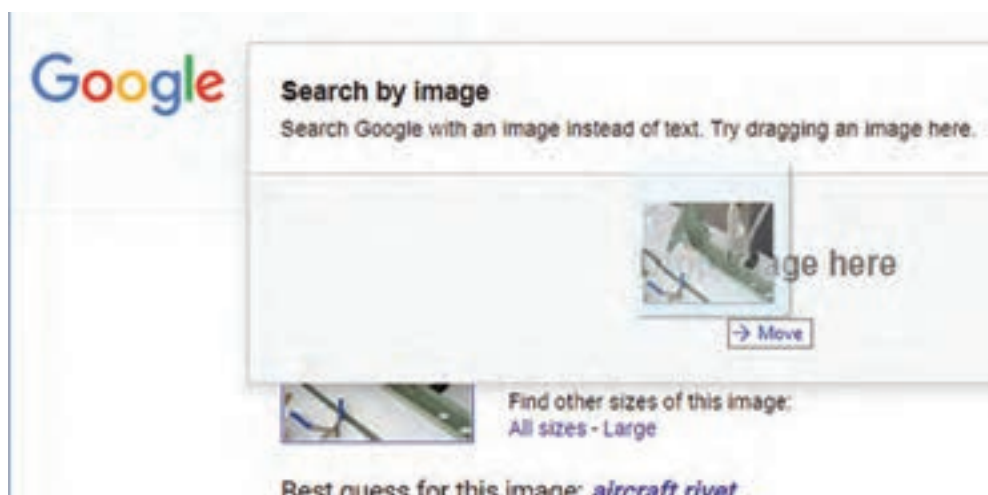 Google
Search by image
Search Google with an image instead of text. Try dragging an image here.
age here
→ Move
Find other sizes of this image:
All sizes - Large
Best guess for this image: aircraft rivet